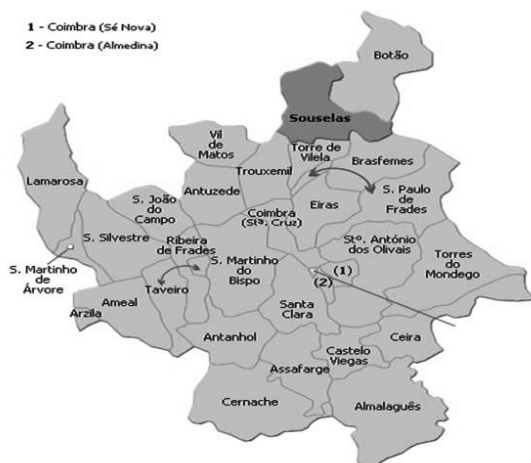 1 - Coimbra (Sé Nova)
2 - Coimbra (Almedina)
Botão
Souselas
Vil
de
Matos
Torre de
Vilela
Brasfemes
Trouxemil
Lamarosa
Antuzede
S. Paulo
de
Frades
S. João
do
Campo
Coimbra
(Stª. Cruz)
Eiras
S. Silvestre
Ribeira
de Frades
Stº. António
dos Olivais
S. Martinho
do
Bispo
Torres
do
Mondego
S. Martinho
de
Árvore
(1)
(2)
Taveiro
Ameal
Arzila
Santa
Clara
Antanhol
Ceira
Castelo
Viegas
Assafarge
Cernache
Almalaguês